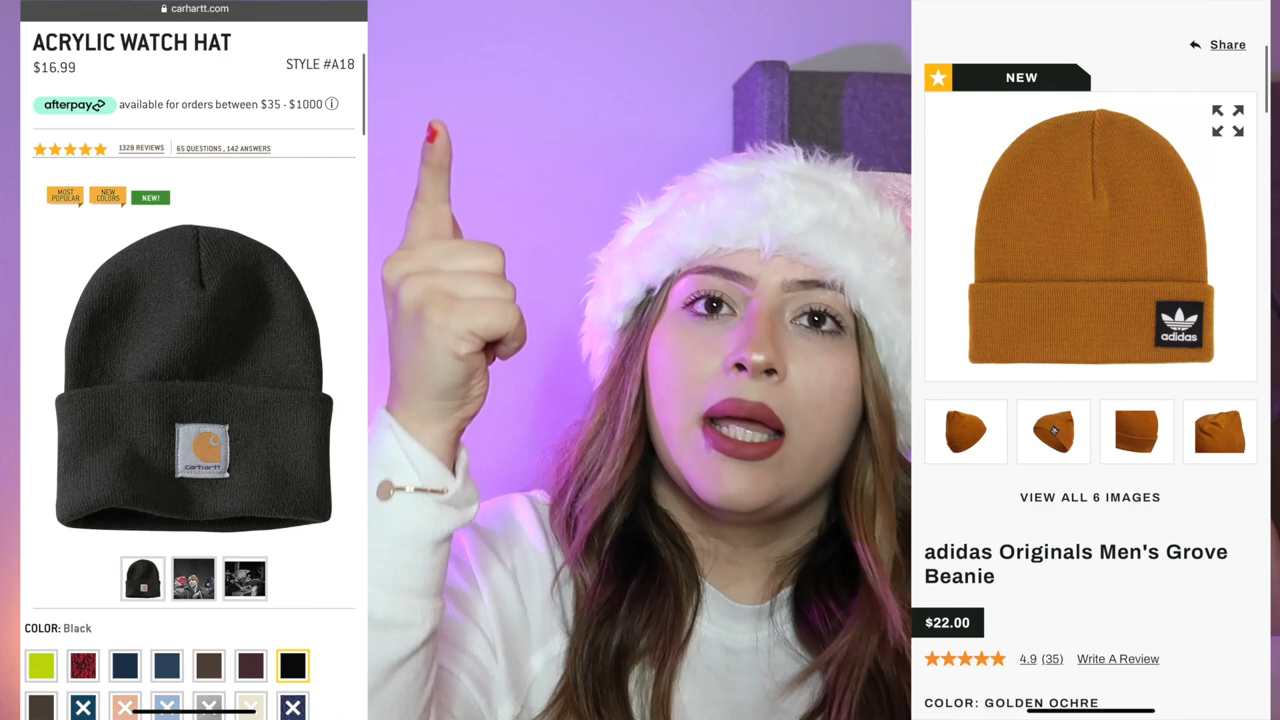 carhartt.com
ACRYLIC WATCH HAT
$16.99
STYLE #A18
afterpay available for orders between $35 - $1000
1328 REVIEWS
65 QUESTIONS, 142 ANSWERS
MOST
POPULAR
NEW
COLORS
NEW!
carhartt
COLOR: Black
Share
NEW
adidas
VIEW ALL 6 IMAGES
adidas Originals Men's Grove
Beanie
$22.00
4.9 (35) Write A Review
COLOR: GOLDEN OCHRE